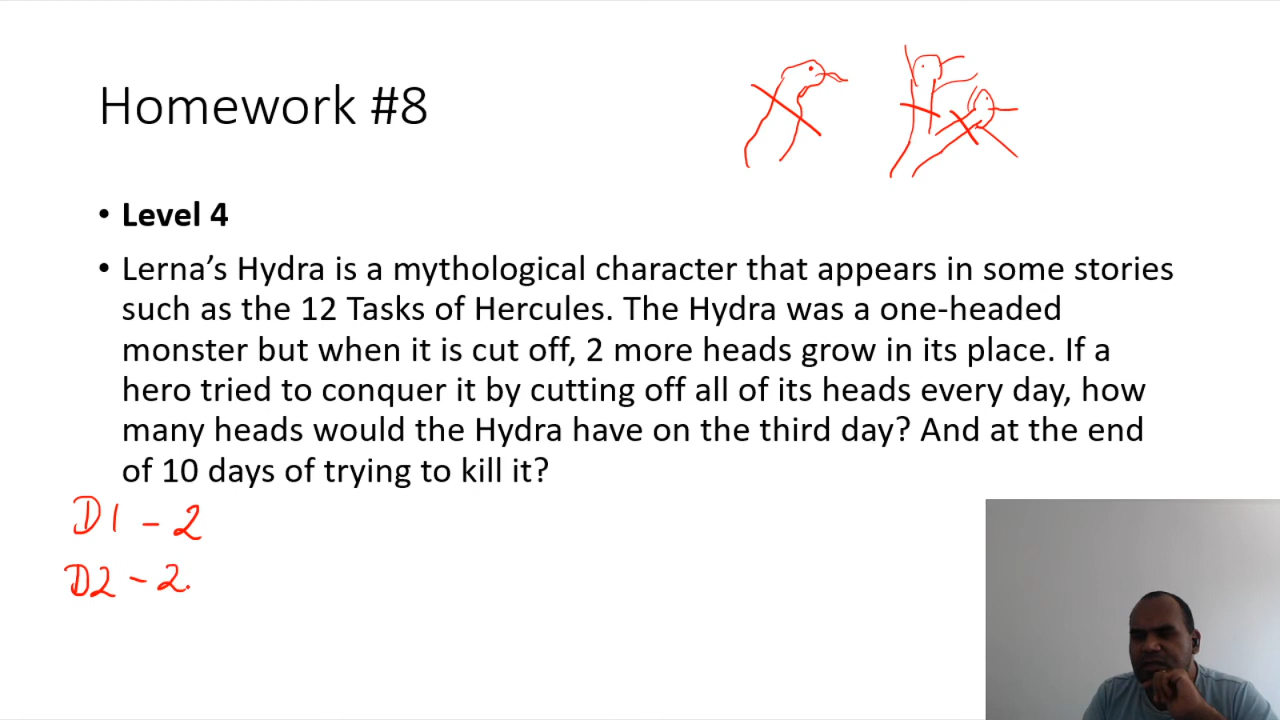 Homework #8
• Level 4
• Lerna’s Hydra is a mythological character that appears in some stories
such as the 12 Tasks of Hercules. The Hydra was a one-headed
monster but when it is cut off, 2 more heads grow in its place. If a
hero tried to conquer it by cutting off all of its heads every day, how
many heads would the Hydra have on the third day? And at the end
of 10 days of trying to kill it?
D1 - 2
D2 - 2.